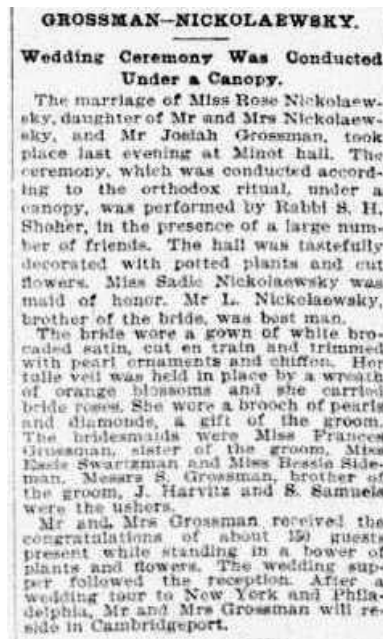 GROSSMAN—NICKOLAEWSKY.
Wedding Ceremony Was Conducted
Under a Canopy.
The marriage of Miss Rose Nickolaew-
sky, daughter of Mr and Mrs Nickolaew-
sky, and Mr Josiah Grossman, took
place last evening at Minot hall. The
ceremony, which was conducted accord-
ing to the orthodox ritual, under a
canopy, was performed by Rabbi S. H.
Shoher, in the presence of a large num-
ber of friends. The hall was tastefully
decorated with potted plants and cut
flowers. Miss Sadie Nickolaewsky was
maid of honor. Mr L. Nickolaewsky,
brother of the bride, was best man.
The bride wore a gown of white bro-
caded satin, cut en train and trimmed
with pearl ornaments and chiffon. Her
tulle veil was held in place by a wreath
of orange blossoms and she carried
bride roses. She wore a brooch of pearls
and diamonds, a gift of the groom.
The bridesmaids were Miss Frances
Grossman, sister of the groom, Miss
Essie Swartzman and Miss Bessie Side-
man. Messrs S. Grossman, brother of
the groom, J. Harvitz and S. Samuels
were the ushers.
Mr and Mrs Grossman received the
congratulations of about 150 guests
present while standing in a bower of
plants and flowers. The wedding sup-
per followed the reception. After a
wedding tour to New York and Phila-
delphia, Mr and Mrs Grossman will re-
side in Cambridgeport.